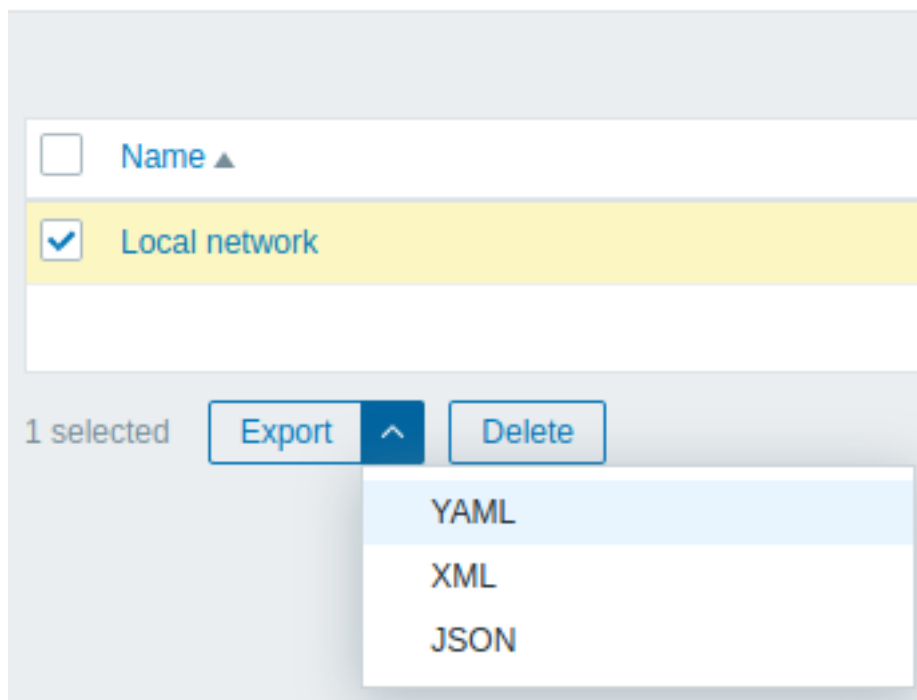 Name ▲
Local network
1 selected Export Delete
YAML
XML
JSON